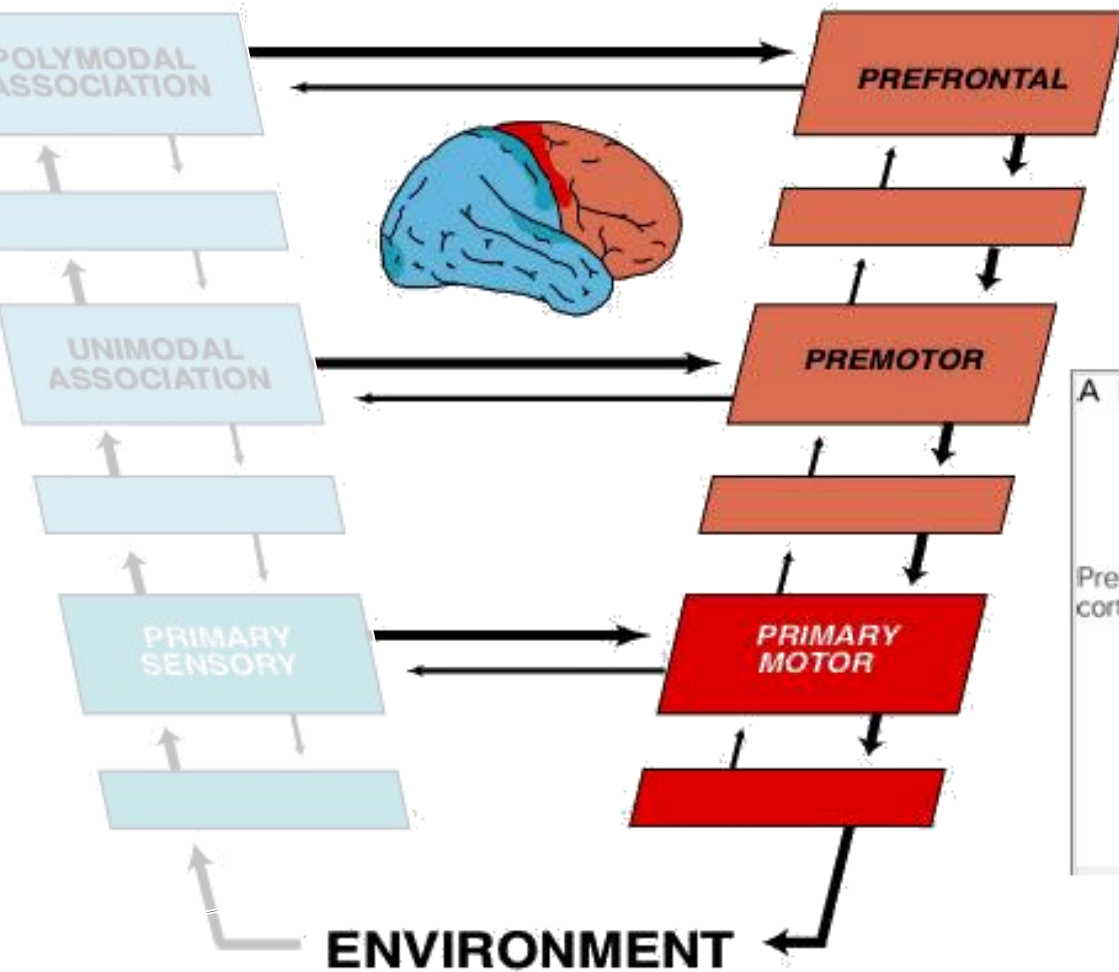 POLYMODAL
ASSOCIATION
PREFRONTAL
UNIMODAL
ASSOCIATION
PREMOTOR
A
PRIMARY
SENSORY
PRIMARY
MOTOR
Pre
cort
ENVIRONMENT